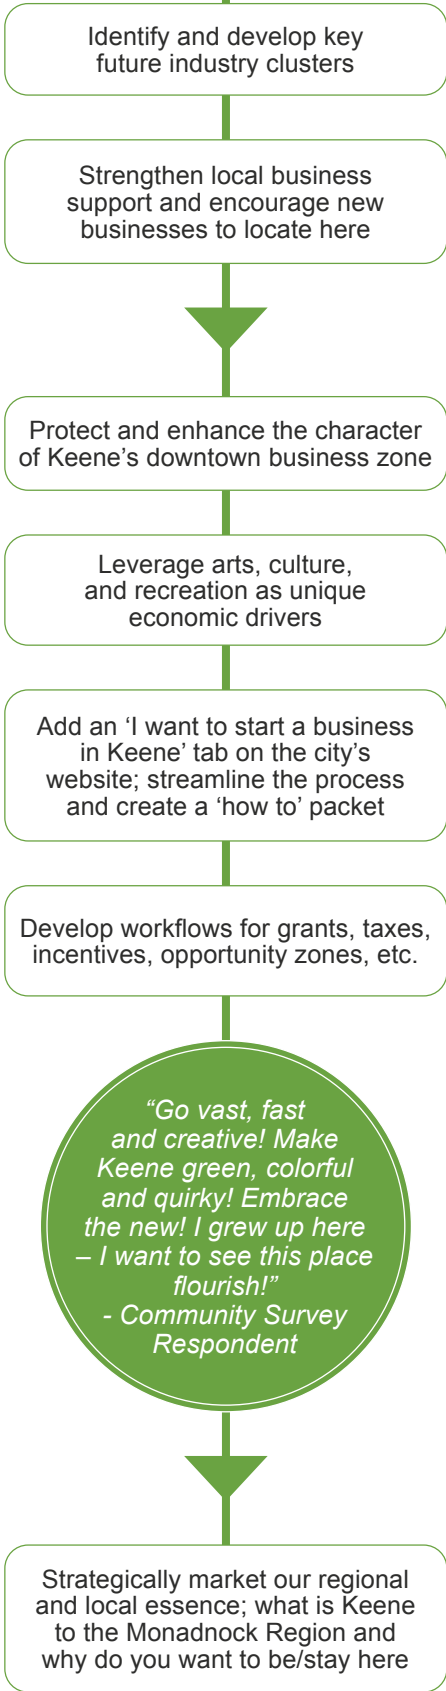 Identify and develop key
future industry clusters
Strengthen local business
support and encourage new
businesses to locate here
Protect and enhance the character
of Keene’s downtown business zone
Leverage arts, culture,
and recreation as unique
economic drivers
Add an ‘I want to start a business
in Keene’ tab on the city’s
website; streamline the process
and create a ‘how to’ packet
Develop workflows for grants, taxes,
incentives, opportunity zones, etc.
“Go vast, fast
and creative! Make
Keene green, colorful
and quirky! Embrace
the new! I grew up here
– I want to see this place
flourish!”
- Community Survey
Respondent
Strategically market our regional
and local essence; what is Keene
to the Monadnock Region and
why do you want to be/stay here